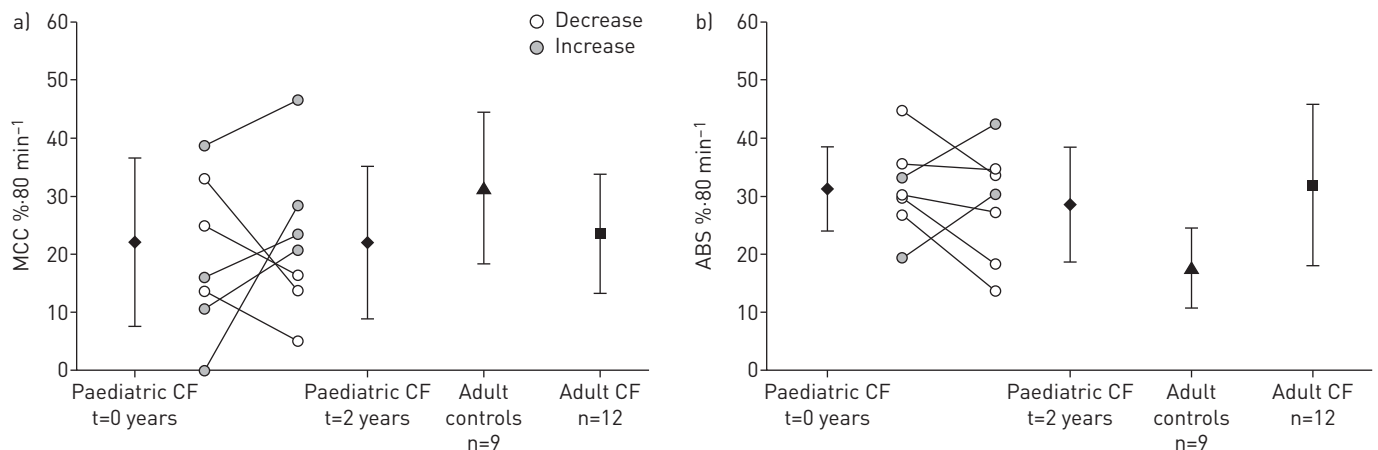 a)
MCC %·80 min⁻¹
60
50
40
30
20
10
0
Decrease
Increase
Paediatric CF
t=0 years
Paediatric CF
t=2 years
Adult
controls
n=9
Adult CF
n=12
b)
ABS %·80 min⁻¹
60
50
40
30
20
10
0
Paediatric CF
t=0 years
Paediatric CF
t=2 years
Adult
controls
n=9
Adult CF
n=12